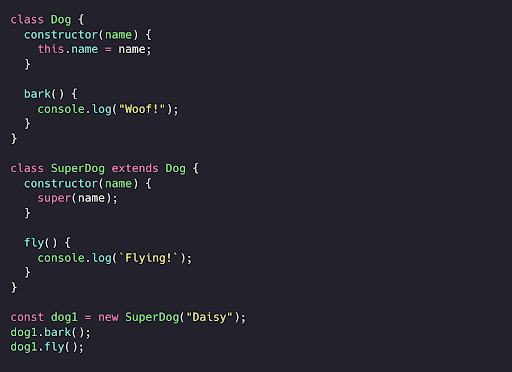 class Dog {
  constructor(name) {
    this.name = name;
  }

  bark() {
    console.log("Woof!");
  }
}

class SuperDog extends Dog {
  constructor(name) {
    super(name);
  }

  fly() {
    console.log(`Flying!`);
  }
}

const dog1 = new SuperDog("Daisy");
dog1.bark();
dog1.fly();